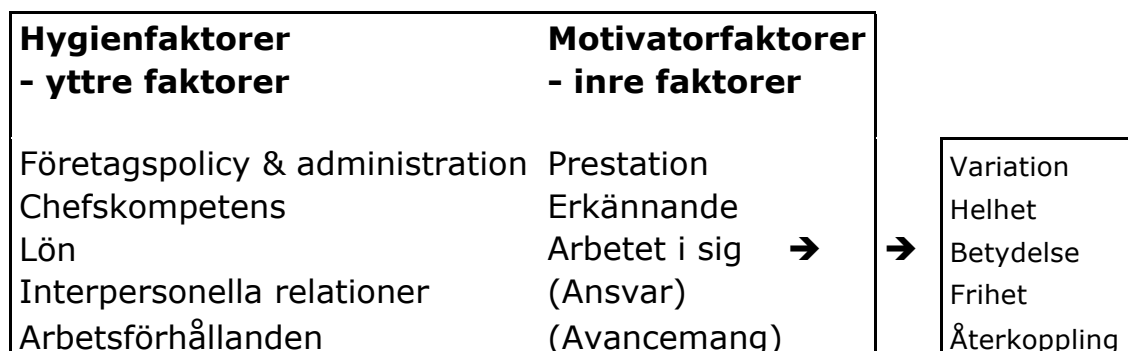 Hygienfaktorer Motivatorfaktorer
- yttre faktorer - inre faktorer
Företagspolicy & administration Prestation Variation
Chefskompetens Erkännande Helhet
Lön Arbetet i sig ➔ ➔ Betydelse
Interpersonella relationer (Ansvar) Frihet
Arbetsförhållanden (Avancemang) Återkoppling